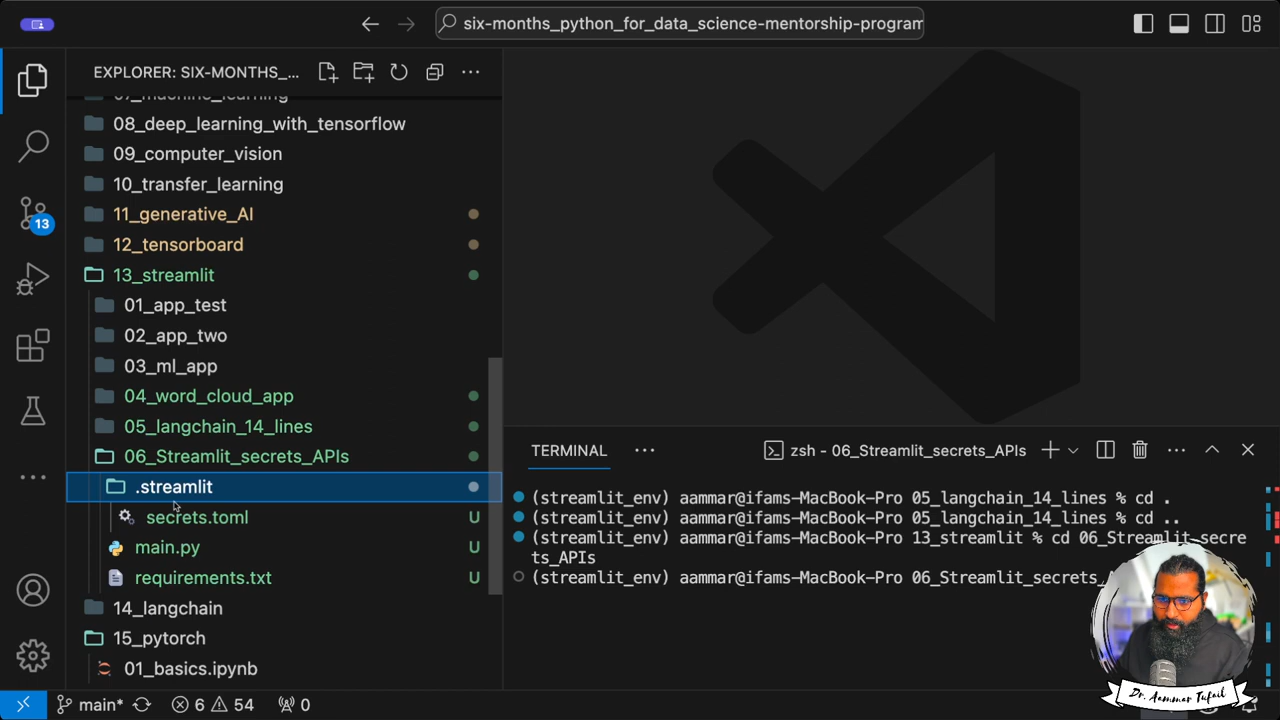 six-months_python_for_data_science-mentorship-program
EXPLORER: SIX-MONTHS_...
07_machine_learning
08_deep_learning_with_tensorflow
09_computer_vision
10_transfer_learning
11_generative_AI
12_tensorboard
13_streamlit
01_app_test
02_app_two
03_ml_app
04_word_cloud_app
05_langchain_14_lines
06_Streamlit_secrets_APIs
.streamlit
secrets.toml U
main.py U
requirements.txt U
14_langchain
15_pytorch
01_basics.ipynb
13
TERMINAL ...
zsh - 06_Streamlit_secrets_APIs
(streamlit_env) aammar@ifams-MacBook-Pro 05_langchain_14_lines % cd .
(streamlit_env) aammar@ifams-MacBook-Pro 05_langchain_14_lines % cd ..
(streamlit_env) aammar@ifams-MacBook-Pro 13_streamlit % cd 06_Streamlit_secre
ts_APIs
(streamlit_env) aammar@ifams-MacBook-Pro 06_Streamlit_secrets_
Dr. Aammar Tufail
main* 6 54 0